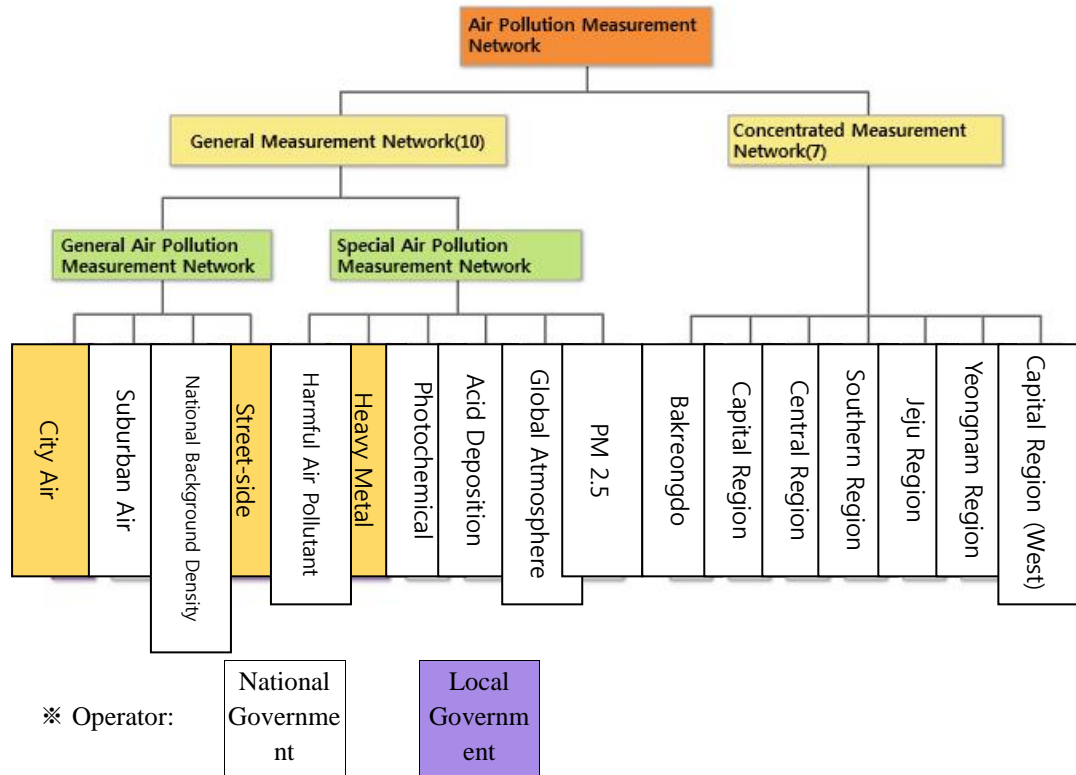 Air Pollution Measurement
Network
General Measurement Network(10)
Concentrated Measurement
Network(7)
General Air Pollution
Measurement Network
Special Air Pollution
Measurement Network
City Air
Suburban Air
National Background Density
Street-side
Harmful Air Pollutant
Heavy Metal
Photochemical
Acid Deposition
Global Atmosphere
PM 2.5
Bakreongdo
Capital Region
Central Region
Southern Region
Jeju Region
Yeongnam Region
Capital Region (West)
※ Operator:
National
Governme
nt
Local
Governm
ent